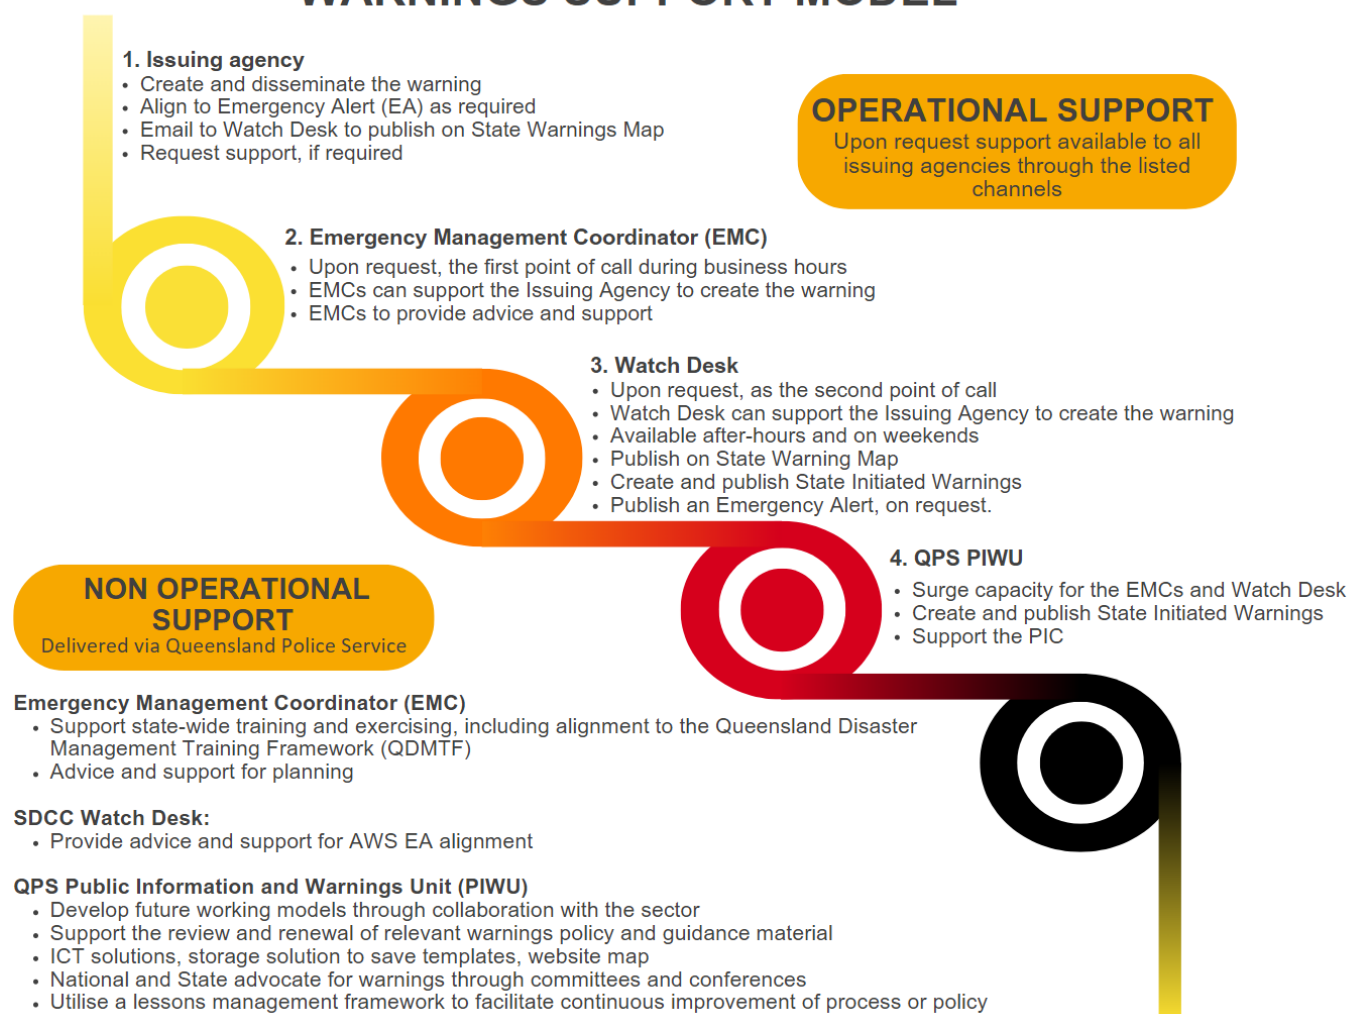 WARNINGS SUPPORT MODEL
1. Issuing agency
• Create and disseminate the warning
• Align to Emergency Alert (EA) as required
• Email to Watch Desk to publish on State Warnings Map
• Request support, if required
OPERATIONAL SUPPORT
Upon request support available to all
issuing agencies through the listed
channels
2. Emergency Management Coordinator (EMC)
• Upon request, the first point of call during business hours
• EMCs can support the Issuing Agency to create the warning
• EMCs to provide advice and support
3. Watch Desk
• Upon request, as the second point of call
• Watch Desk can support the Issuing Agency to create the warning
• Available after-hours and on weekends
• Publish on State Warning Map
• Create and publish State Initiated Warnings
• Publish an Emergency Alert, on request.
4. QPS PIWU
• Surge capacity for the EMCs and Watch Desk
• Create and publish State Initiated Warnings
• Support the PIC
NON OPERATIONAL
SUPPORT
Delivered via Queensland Police Service
Emergency Management Coordinator (EMC)
• Support state-wide training and exercising, including alignment to the Queensland Disaster
Management Training Framework (QDMTF)
• Advice and support for planning
SDCC Watch Desk:
• Provide advice and support for AWS EA alignment
QPS Public Information and Warnings Unit (PIWU)
• Develop future working models through collaboration with the sector
• Support the review and renewal of relevant warnings policy and guidance material
• ICT solutions, storage solution to save templates, website map
• National and State advocate for warnings through committees and conferences
• Utilise a lessons management framework to facilitate continuous improvement of process or policy